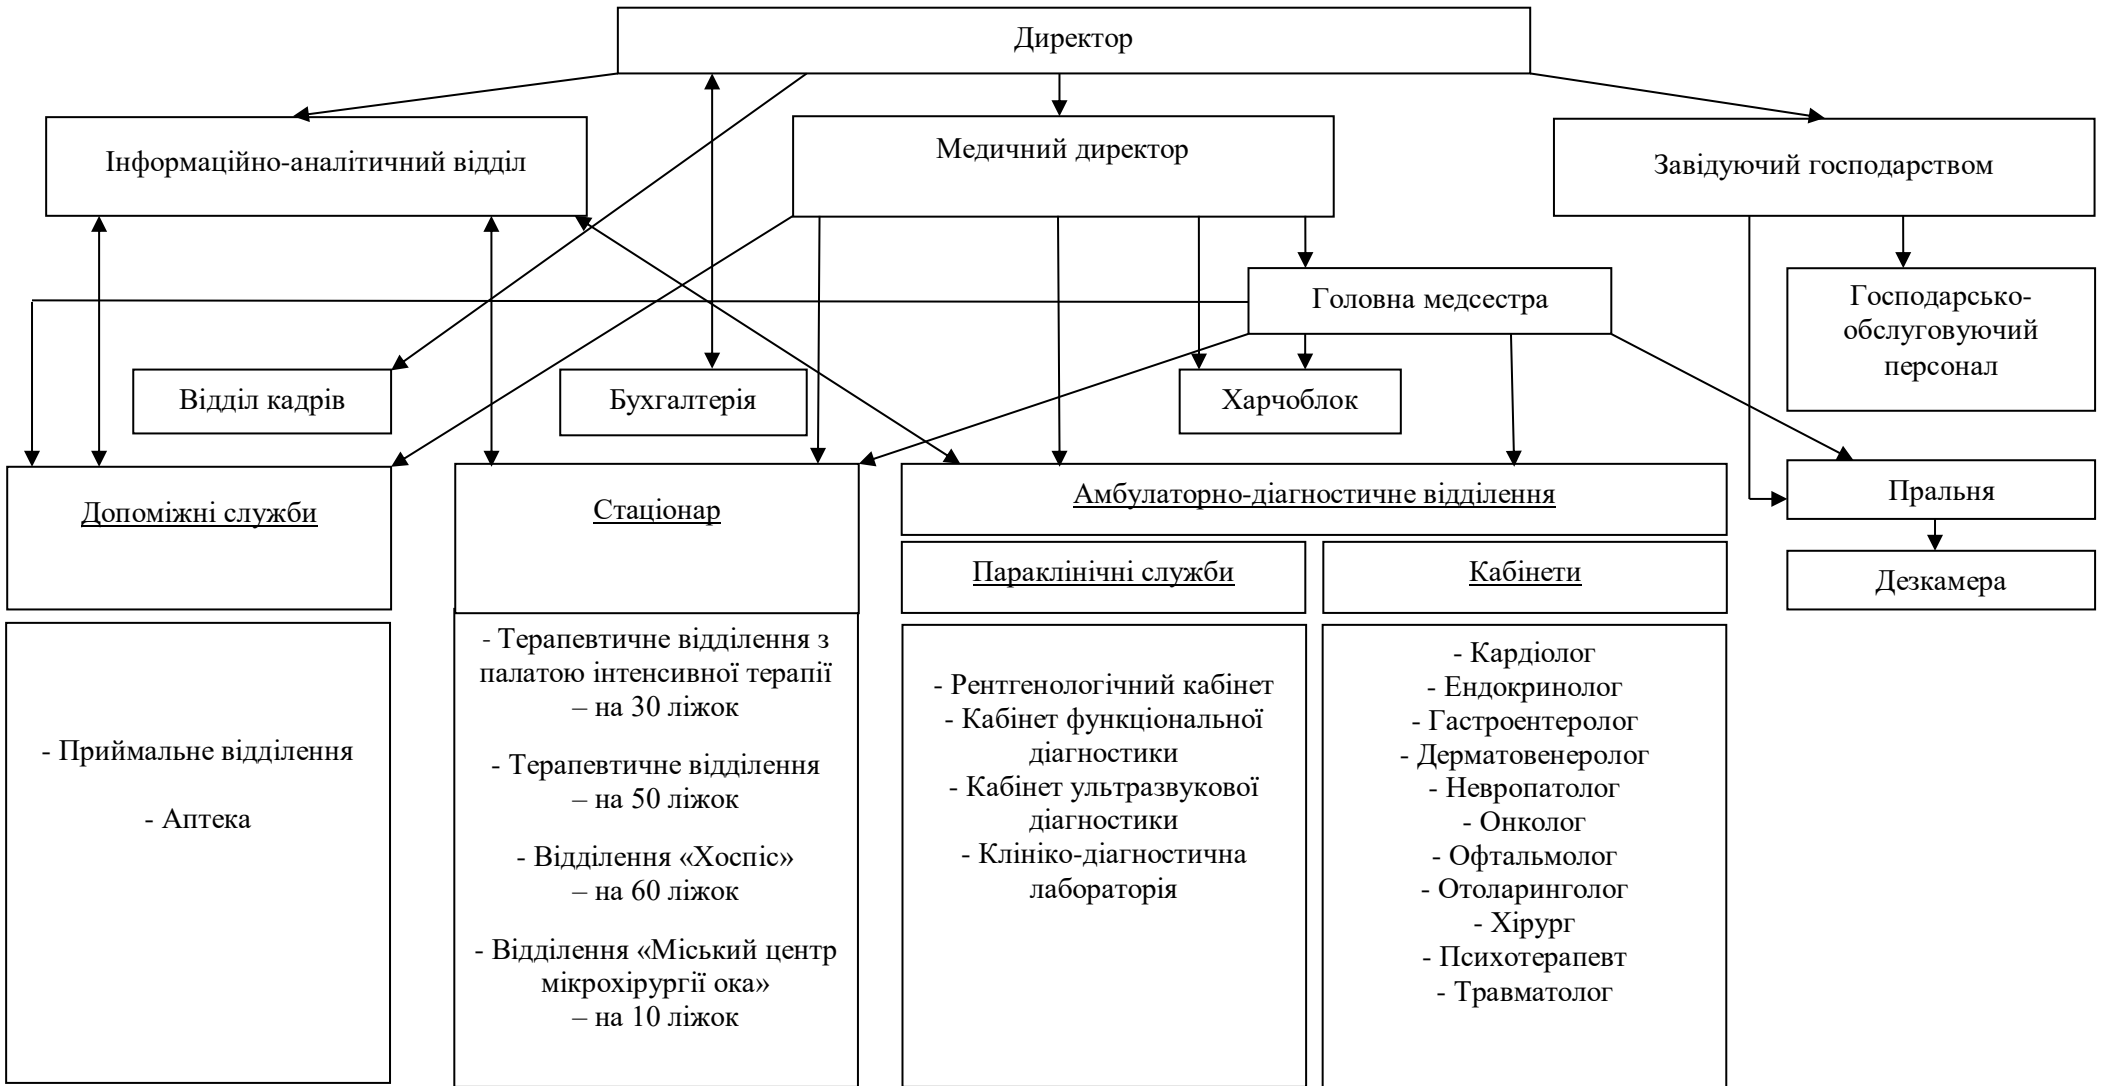 Директор
Інформаційно-аналітичний відділ
Медичний директор
Завідуючий господарством
Головна медсестра
Господарсько-
обслуговуючий
персонал
Відділ кадрів
Бухгалтерія
Харчоблок
Допоміжні служби
Стаціонар
Амбулаторно-діагностичне відділення
Пральня
Параклінічні служби
Кабінети
Дезкамера
- Приймальне відділення
- Аптека
- Терапевтичне відділення з
палатою інтенсивної терапії
– на 30 ліжок
- Терапевтичне відділення
– на 50 ліжок
- Відділення «Хоспіс»
– на 60 ліжок
- Відділення «Міський центр
мікрохірургії ока»
– на 10 ліжок
- Рентгенологічний кабінет
- Кабінет функціональної
діагностики
- Кабінет ультразвукової
діагностики
- Клініко-діагностична
лабораторія
- Кардіолог
- Ендокринолог
- Гастроентеролог
- Дерматовенеролог
- Невропатолог
- Онколог
- Офтальмолог
- Отоларинголог
- Хірург
- Психотерапевт
- Травматолог